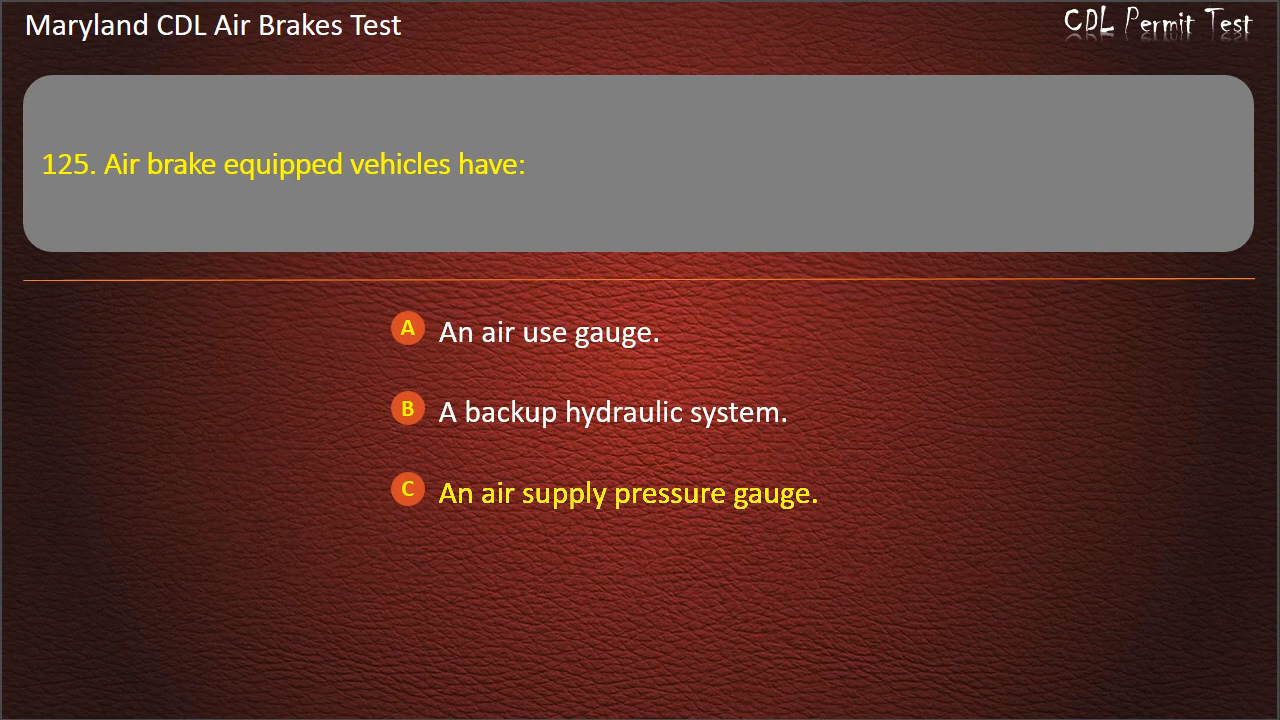 Maryland CDL Air Brakes Test
CDL Permit Test
125. Air brake equipped vehicles have:
A An air use gauge.
B A backup hydraulic system.
C An air supply pressure gauge.